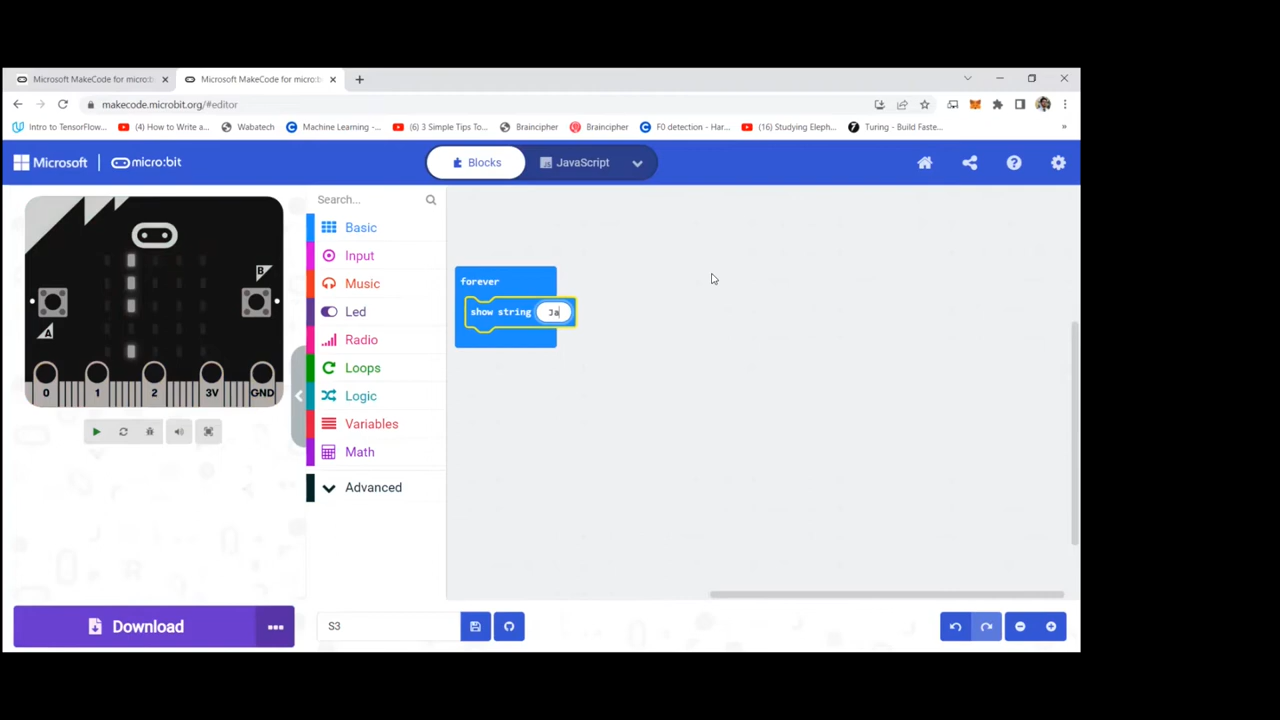 Microsoft MakeCode for micro:b
Microsoft MakeCode for micro:b
makecode.microbit.org/#editor
Intro to TensorFlow...
(4) How to Write a...
Wabatech
Machine Learning -...
(6) 3 Simple Tips To...
Braincipher
Braincipher
F0 detection - Har...
(16) Studying Eleph...
Turing - Build Faste...
»
Microsoft
micro:bit
Blocks
JavaScript
Search...
Basic
Input
Music
Led
Radio
Loops
Logic
Variables
Math
Advanced
A
B
0
1
2
3V
GND
forever
show string
Ja
Download
S3